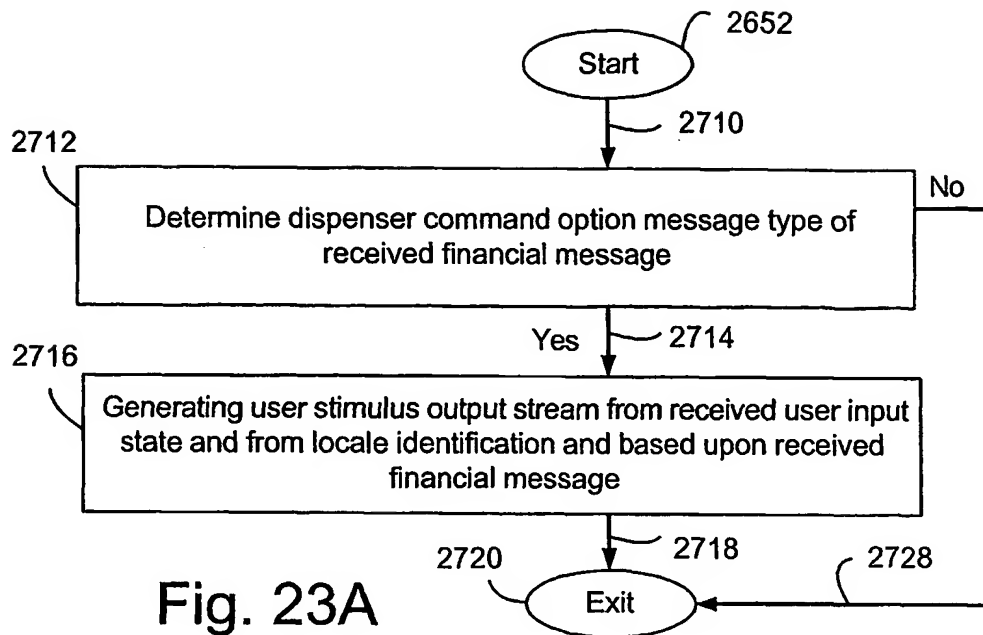 2652
Start
2710
2712
No
Determine dispenser command option message type of
received financial message
Yes
2714
2716
Generating user stimulus output stream from received user input
state and from locale identification and based upon received
financial message
2718
2720
2728
Exit
Fig. 23A